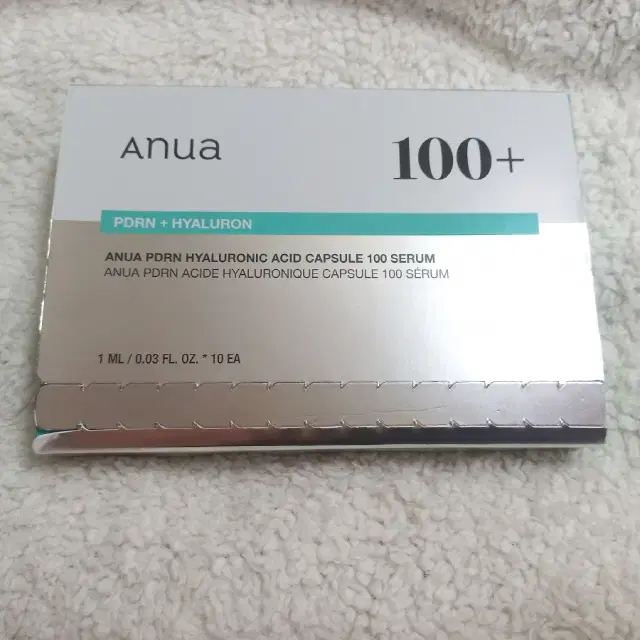 Anua
100+
PDRN + HYALURON
ANUA PDRN HYALURONIC ACID CAPSULE 100 SERUM
ANUA PDRN ACIDE HYALURONIQUE CAPSULE 100 SÉRUM
1 ML / 0.03 FL. OZ. * 10 EA